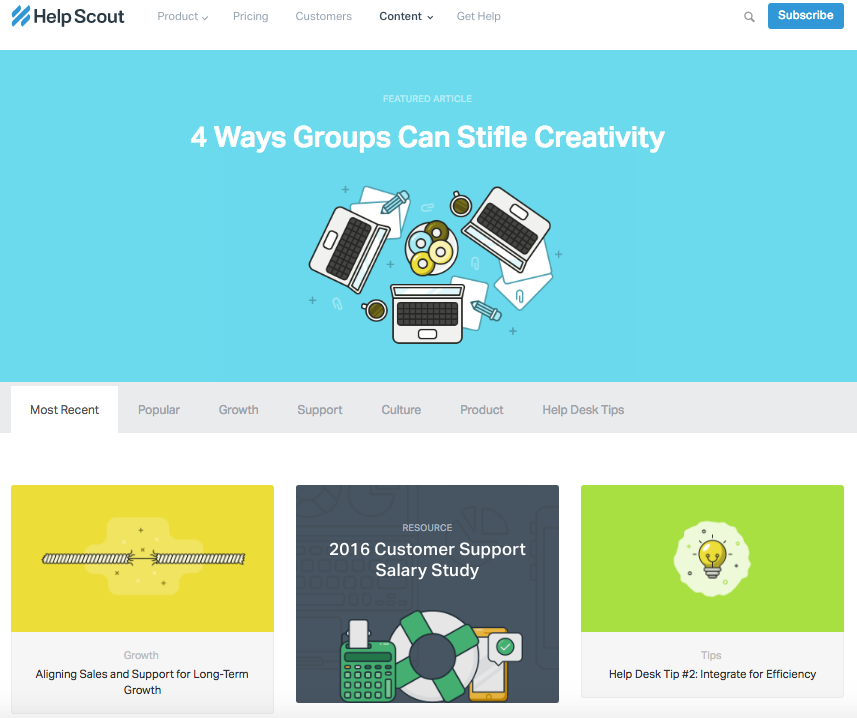 Help Scout
Product
Pricing
Customers
Content
Get Help
Subscribe
FEATURED ARTICLE
4 Ways Groups Can Stifle Creativity
Most Recent
Popular
Growth
Support
Culture
Product
Help Desk Tips
Growth
Aligning Sales and Support for Long-Term
Growth
RESOURCE
2016 Customer Support
Salary Study
Tips
Help Desk Tip #2: Integrate for Efficiency